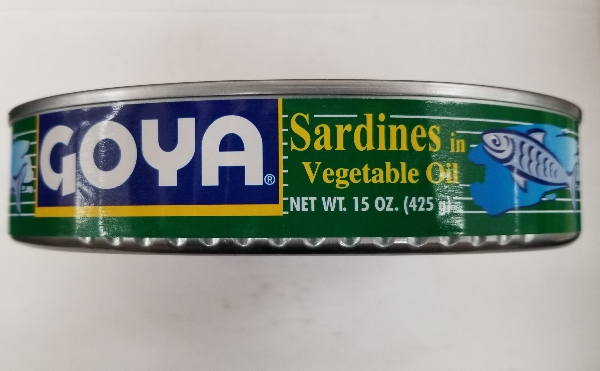 GOYA®
Sardines in
Vegetable Oil
NET WT. 15 OZ. (425 g)